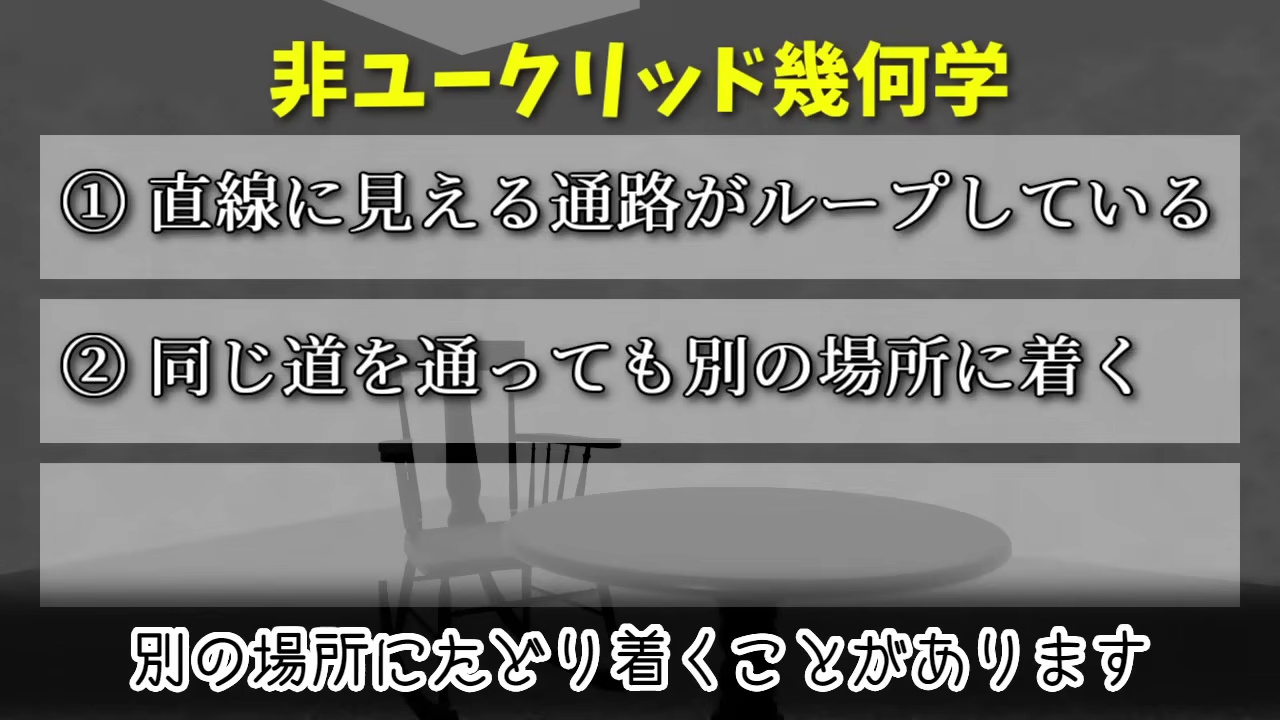 非ユークリッド幾何学
① 直線に見える通路がループしている
② 同じ道を通っても別の場所に着く
別の場所にたどり着くことがあります